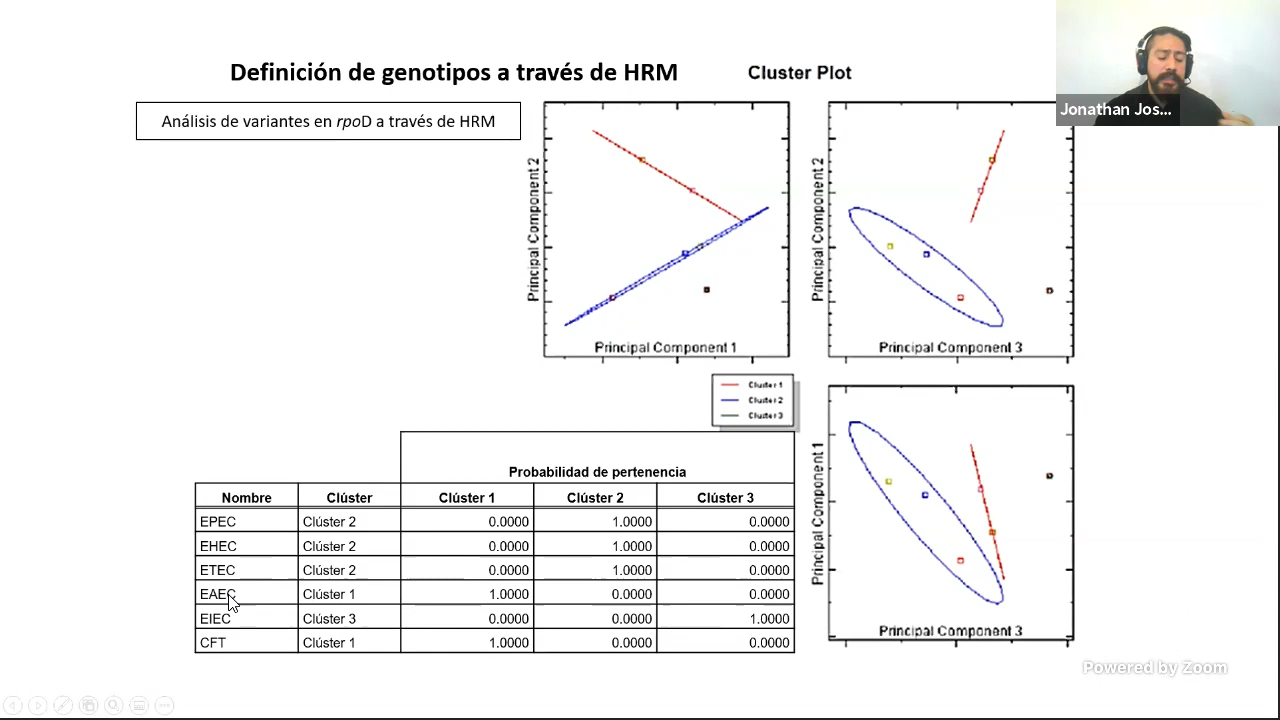 Definición de genotipos a través de HRM
Cluster Plot
Jonathan Jos...
Análisis de variantes en rpoD a través de HRM
Principal Component 2
Principal Component 1
Principal Component 2
Principal Component 3
Cluster 1
Cluster 2
Cluster 3
Principal Component 1
Principal Component 3
Probabilidad de pertenencia
Nombre Clúster Clúster 1 Clúster 2 Clúster 3
EPEC Clúster 2 0.0000 1.0000 0.0000
EHEC Clúster 2 0.0000 1.0000 0.0000
ETEC Clúster 2 0.0000 1.0000 0.0000
EAEC Clúster 1 1.0000 0.0000 0.0000
EIEC Clúster 3 0.0000 0.0000 1.0000
CFT Clúster 1 1.0000 0.0000 0.0000
Powered by Zoom